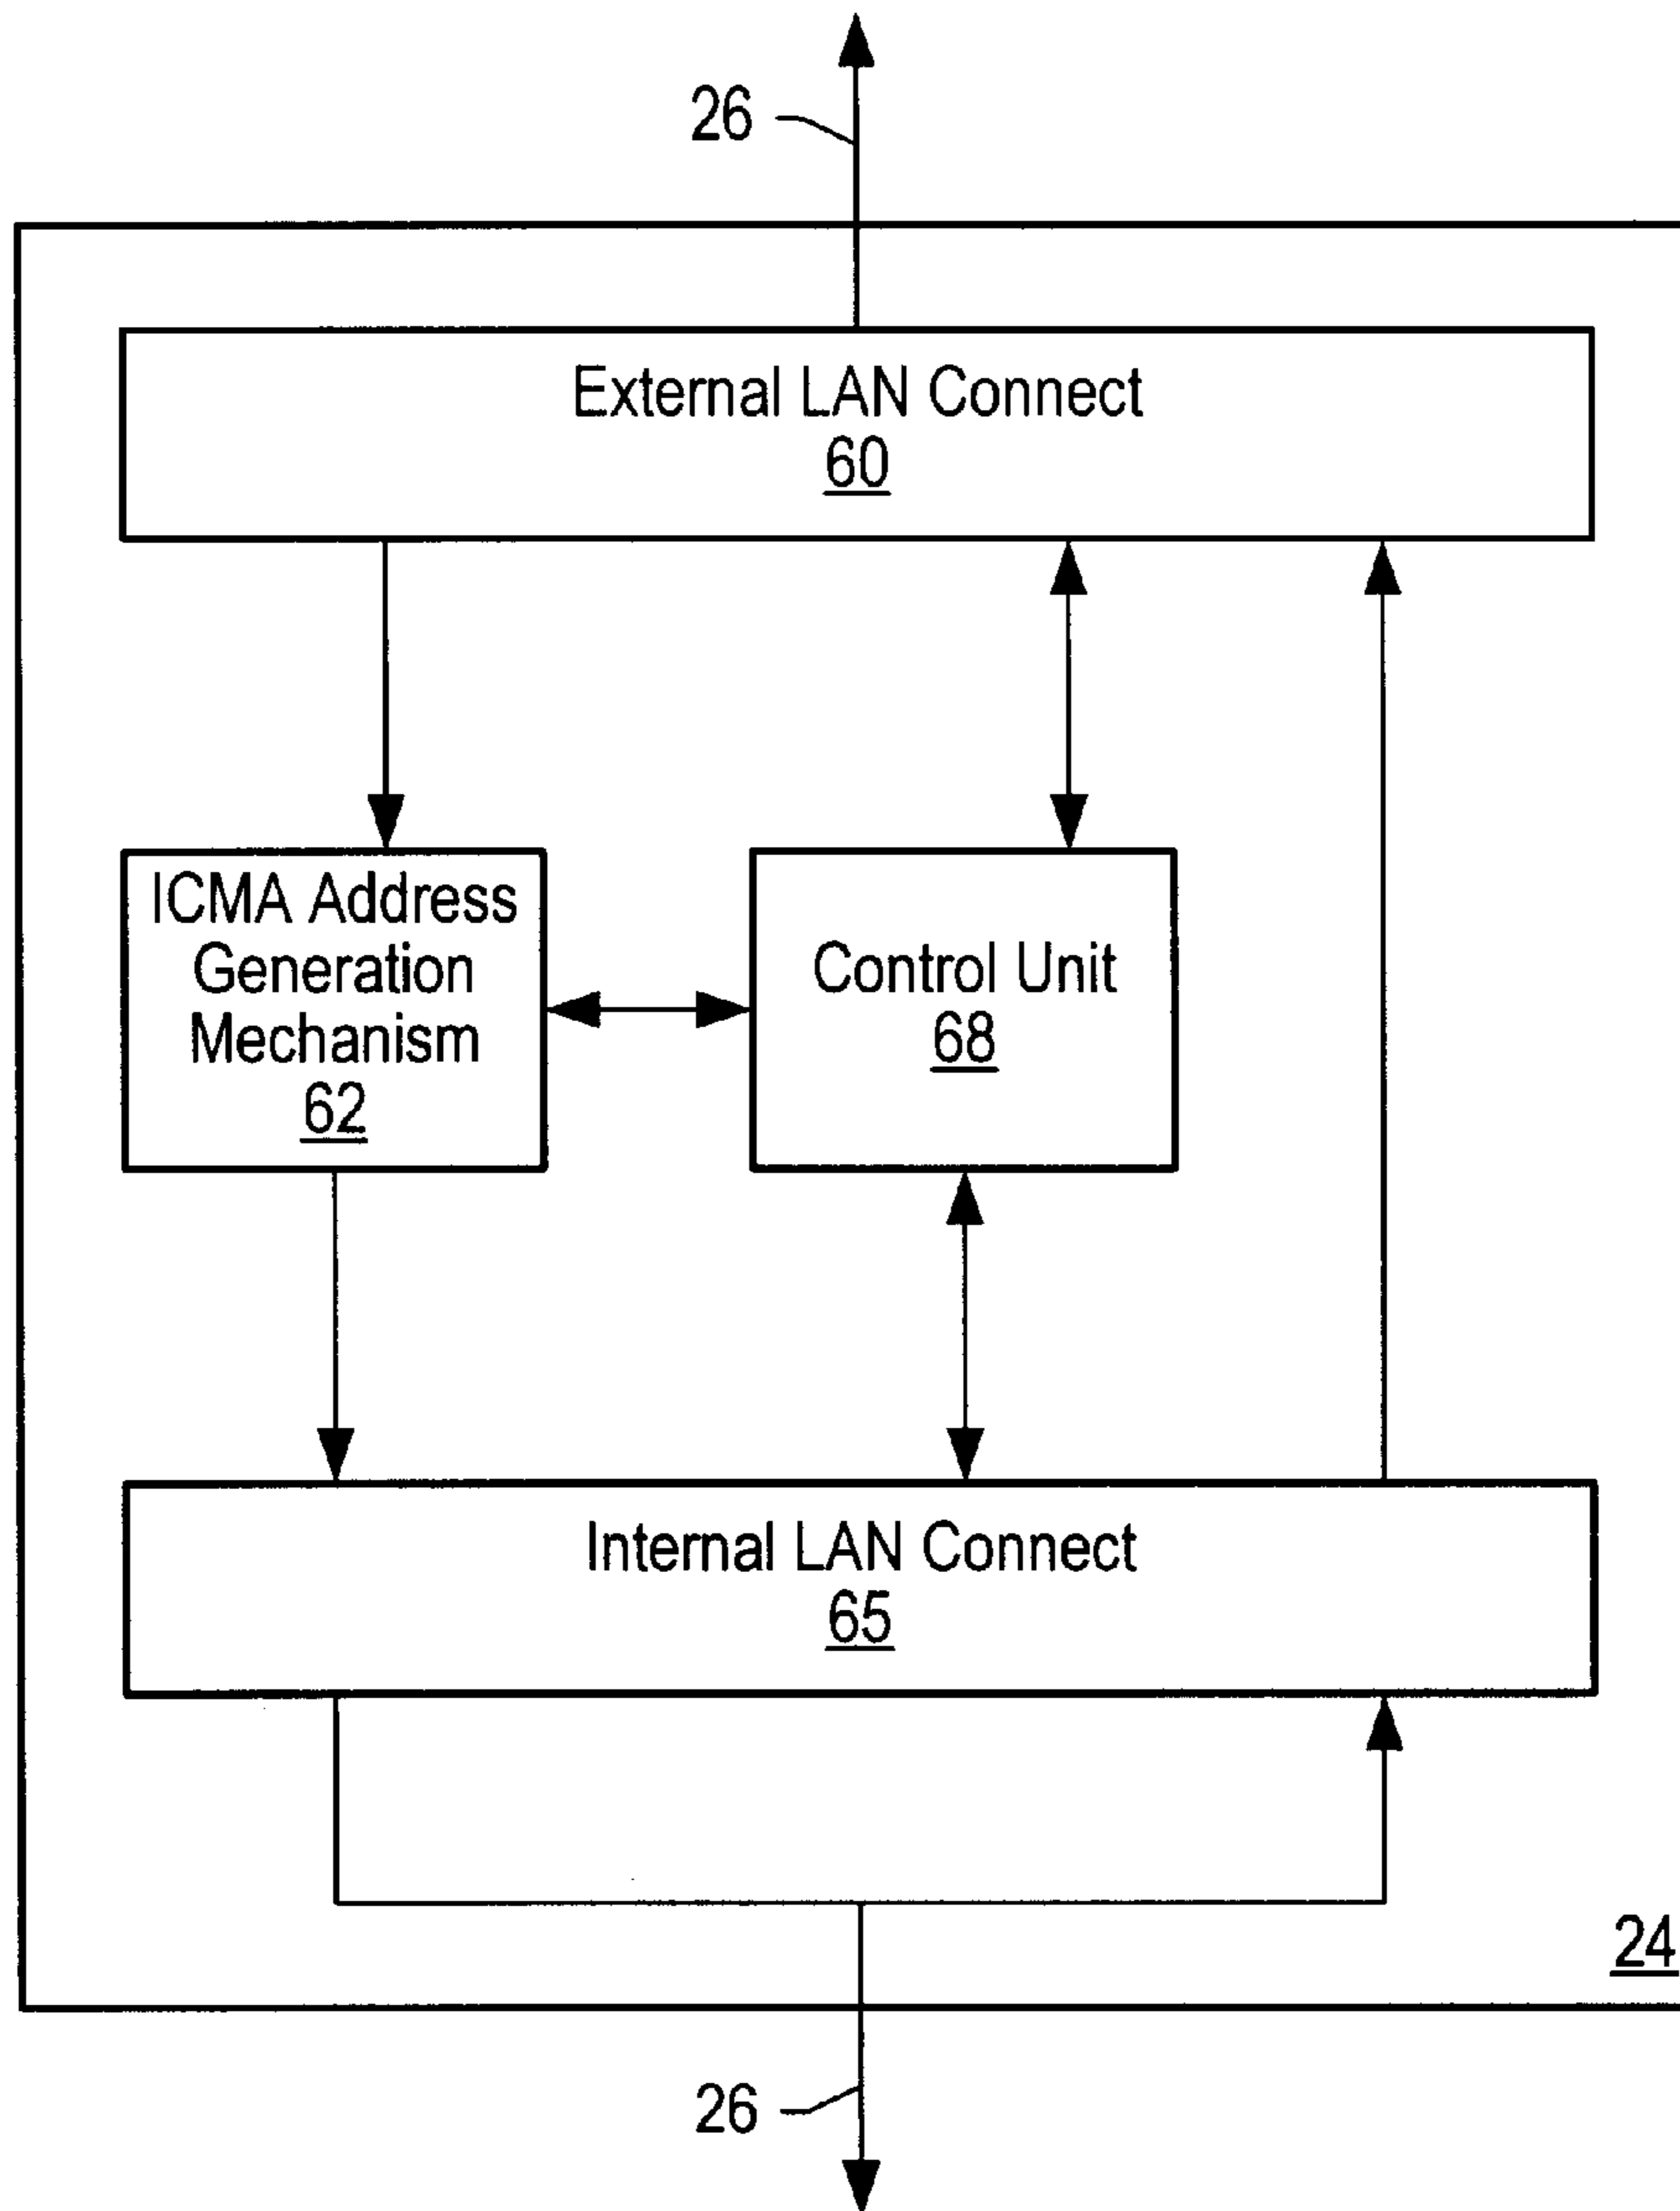 26
External LAN Connect
60
ICMA Address
Generation
Mechanism
62
Control Unit
68
Internal LAN Connect
65
24
26